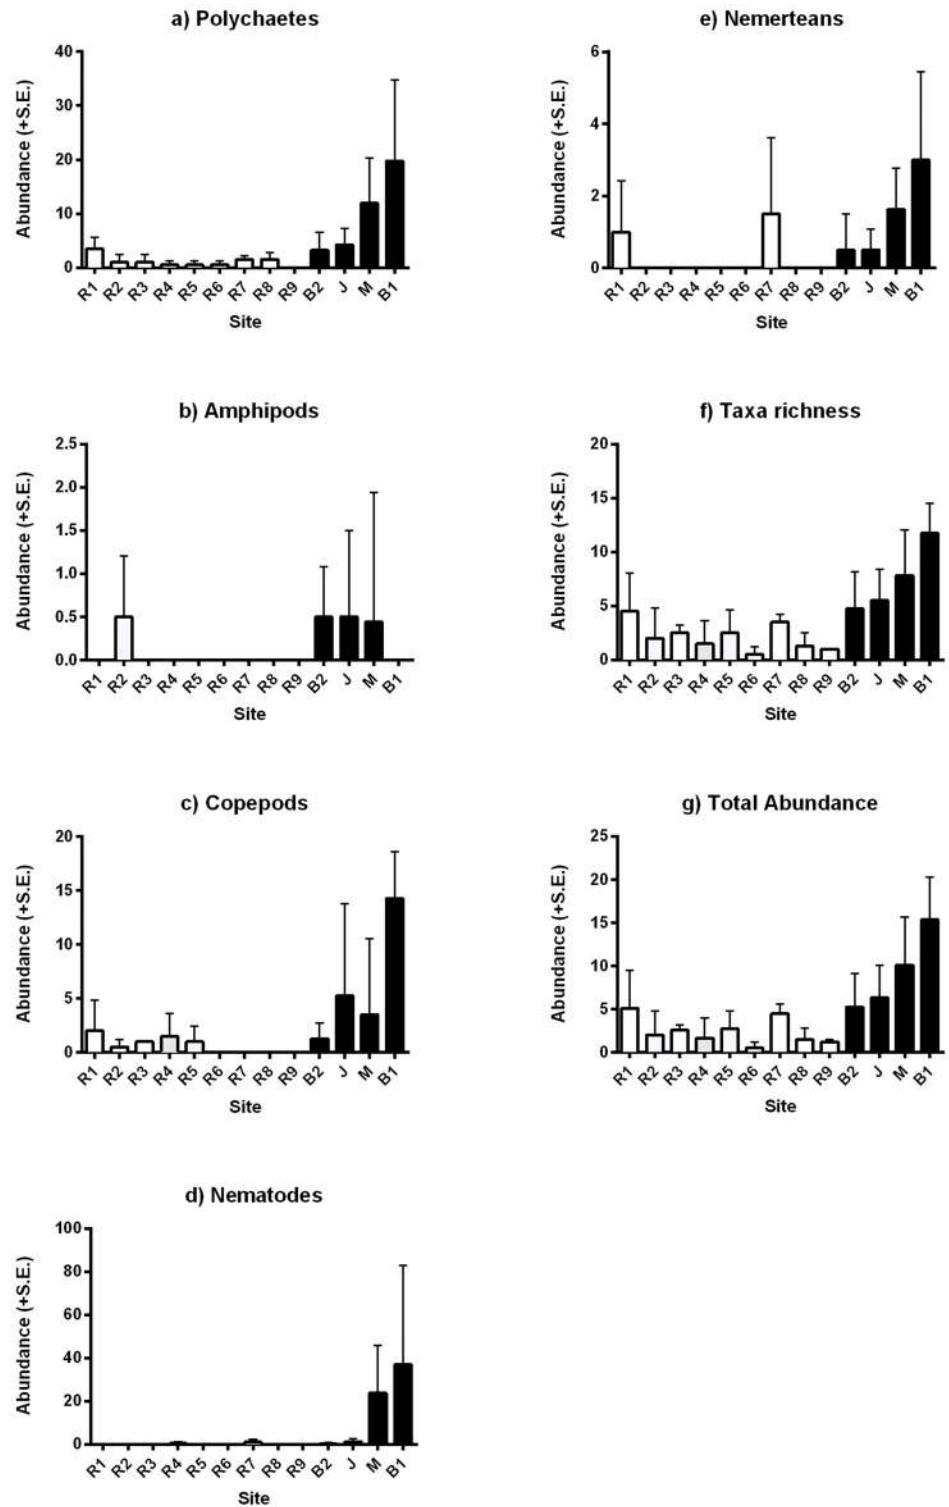 a) Polychaetes
Abundance (+S.E.)
40
30
20
10
0
R1 R2 R3 R4 R5 R6 R7 R8 R9 B2 J M B1
Site
b) Amphipods
Abundance (+S.E.)
2.5
2.0
1.5
1.0
0.5
0.0
R1 R2 R3 R4 R5 R6 R7 R8 R9 B2 J M B1
Site
c) Copepods
Abundance (+S.E.)
20
15
10
5
0
R1 R2 R3 R4 R5 R6 R7 R8 R9 B2 J M B1
Site
d) Nematodes
Abundance (+S.E.)
100
80
60
40
20
0
R1 R2 R3 R4 R5 R6 R7 R8 R9 B2 J M B1
Site
e) Nemerteans
Abundance (+S.E.)
6
4
2
0
R1 R2 R3 R4 R5 R6 R7 R8 R9 B2 J M B1
Site
f) Taxa richness
Abundance (+S.E.)
20
15
10
5
0
R1 R2 R3 R4 R5 R6 R7 R8 R9 B2 J M B1
Site
g) Total Abundance
Abundance (+S.E.)
25
20
15
10
5
0
R1 R2 R3 R4 R5 R6 R7 R8 R9 B2 J M B1
Site